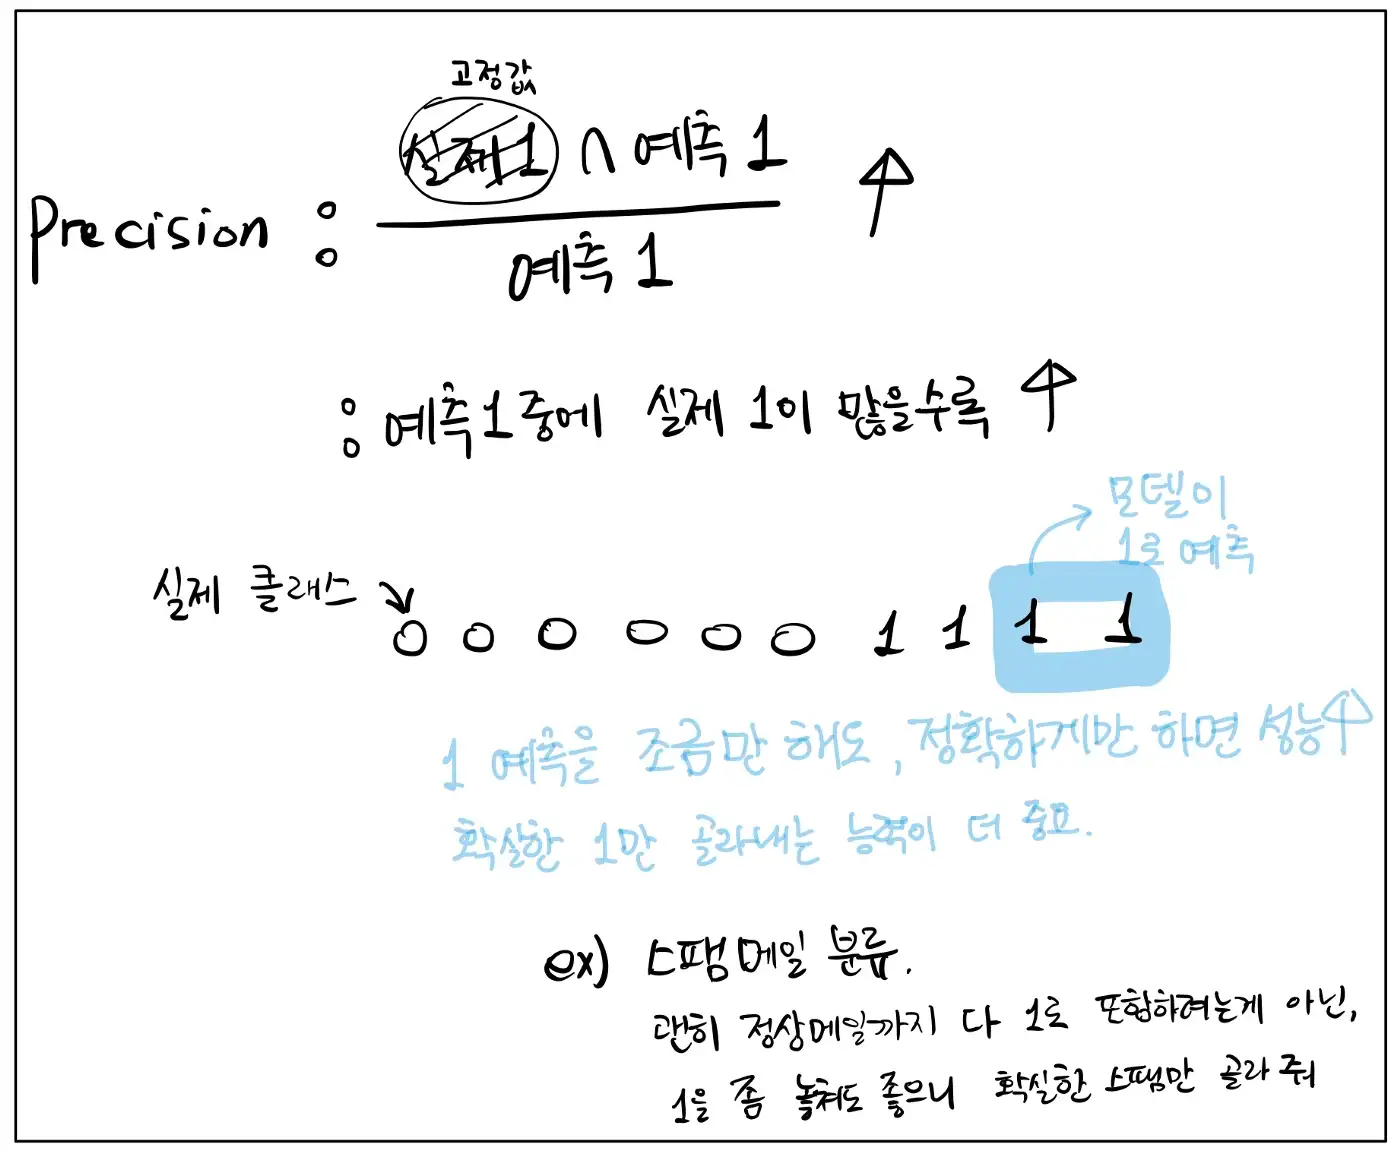 고정값
실제 1 ∩ 예측 1
Precision : ↑
예측 1
: 예측1 중에 실제 1이 많을수록 ↑
모델이
1로 예측
실제 클래스
0 0 0 0 0 0 1 1 1 1
1 예측을 조금만 해도, 정확하게만 하면 성능↑
확실한 1만 골라내는 능력이 더 중요.
ex) 스팸메일 분류.
괜히 정상메일까지 다 1로 포함하려는게 아닌,
1을 좀 놓쳐도 좋으니 확실한 스팸만 골라줘